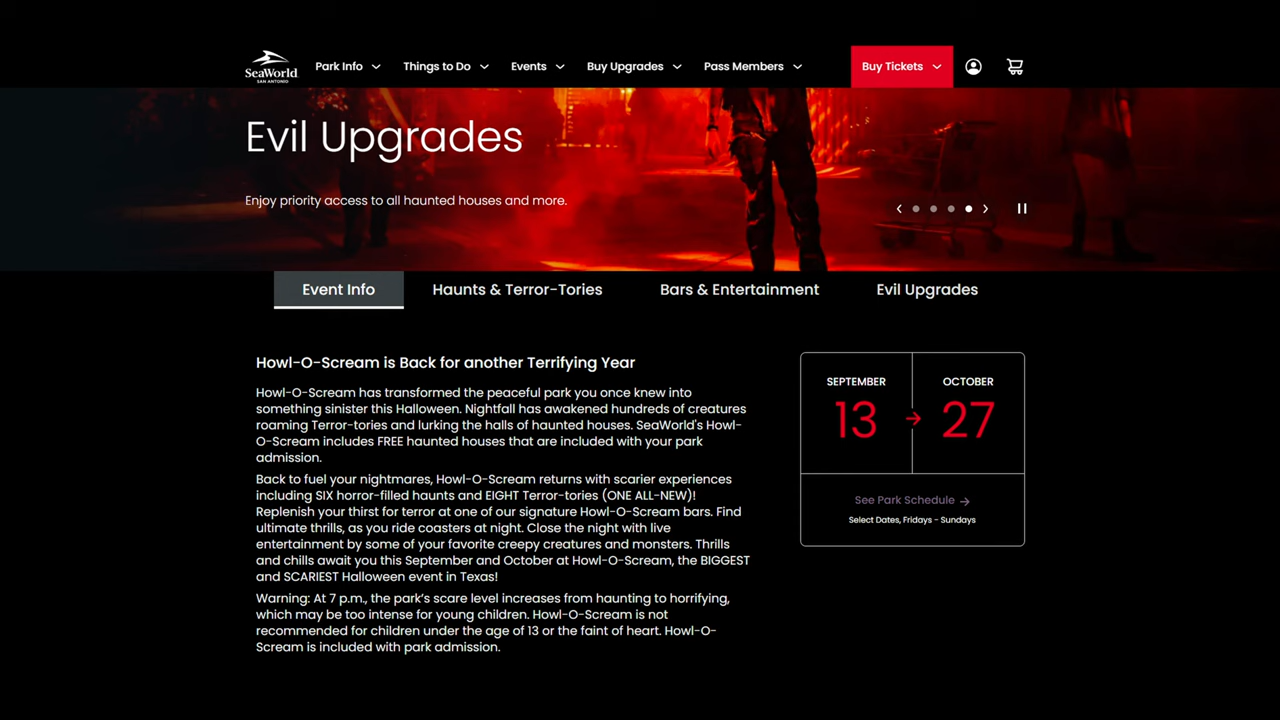 SeaWorld
SAN ANTONIO
Park Info
Things to Do
Events
Buy Upgrades
Pass Members
Buy Tickets
Evil Upgrades
Enjoy priority access to all haunted houses and more.
Event Info
Haunts & Terror-Tories
Bars & Entertainment
Evil Upgrades
Howl-O-Scream is Back for another Terrifying Year
Howl-O-Scream has transformed the peaceful park you once knew into
something sinister this Halloween. Nightfall has awakened hundreds of creatures
roaming Terror-tories and lurking the halls of haunted houses. SeaWorld's Howl-
O-Scream includes FREE haunted houses that are included with your park
admission.
Back to fuel your nightmares, Howl-O-Scream returns with scarier experiences
including SIX horror-filled haunts and EIGHT Terror-tories (ONE ALL-NEW)!
Replenish your thirst for terror at one of our signature Howl-O-Scream bars. Find
ultimate thrills, as you ride coasters at night. Close the night with live
entertainment by some of your favorite creepy creatures and monsters. Thrills
and chills await you this September and October at Howl-O-Scream, the BIGGEST
and SCARIEST Halloween event in Texas!
Warning: At 7 p.m., the park's scare level increases from haunting to horrifying,
which may be too intense for young children. Howl-O-Scream is not
recommended for children under the age of 13 or the faint of heart. Howl-O-
Scream is included with park admission.
SEPTEMBER
13
OCTOBER
27
See Park Schedule
Select Dates, Fridays - Sundays